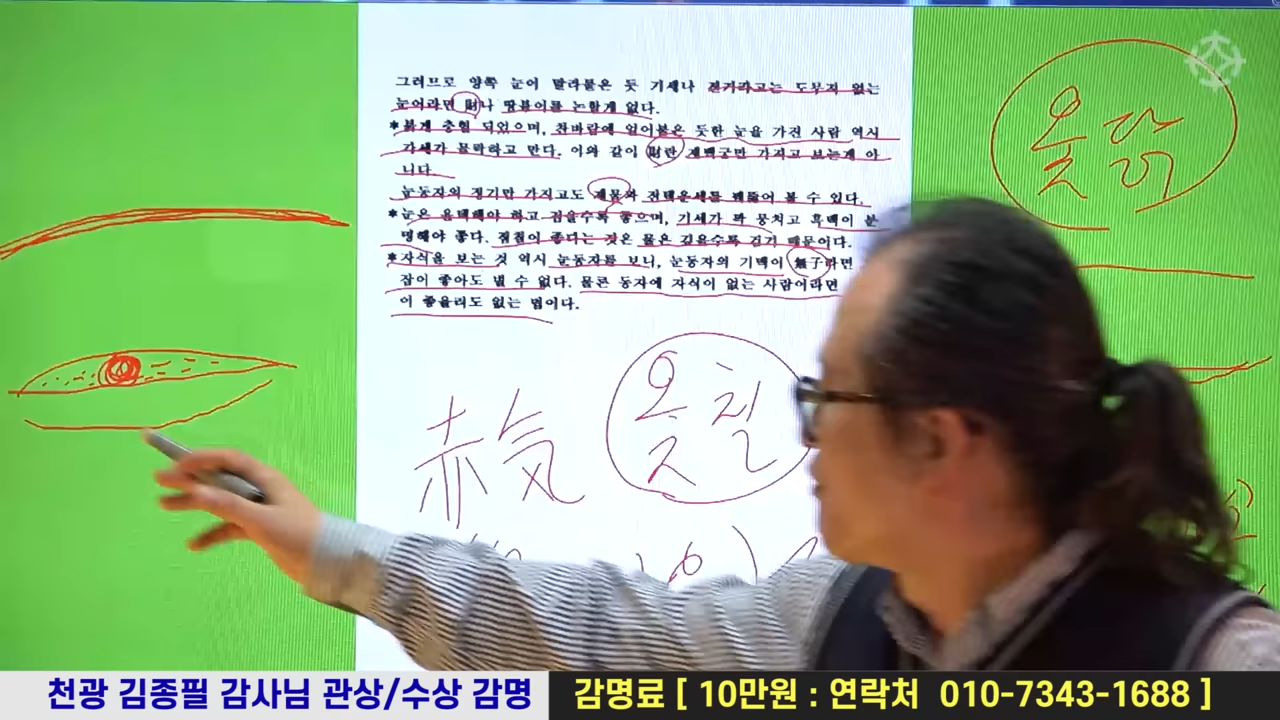 그러므로 양쪽 눈이 말라붙은 듯 기세나 전기라고는 도무지 없는
눈이라면 財나 땅붙이를 논할게 없다.
*붉게 충혈 되었으며, 찬바람에 얼어붙은 듯한 눈을 가진 사람 역시
가세가 몰락하고 만다. 이와 같이 財란 재백궁만 가지고 보는게 아
니다.
눈동자의 정기만 가지고도 재물과 전택운세를 꿰뚫어 볼 수 있다.
*눈은 윤택해야 하고 검을수록 좋으며, 기세가 꽉 뭉치고 흑백이 분
명해야 좋다. 검칠이 좋다는 것은 물은 깊을수록 검기 때문이다.
*자식을 보는 것 역시 눈동자를 보니, 눈동자의 기백이 無子라면
잠이 좋아도 별 수 없다. 물론 동자에 자식이 없는 사람이라면
이 좋을리도 없는 법이다.
옻닭
赤気
옻칠
천광 김종필 감사님 관상/수상 감명
감명료 [ 10만원 : 연락처 010-7343-1688 ]